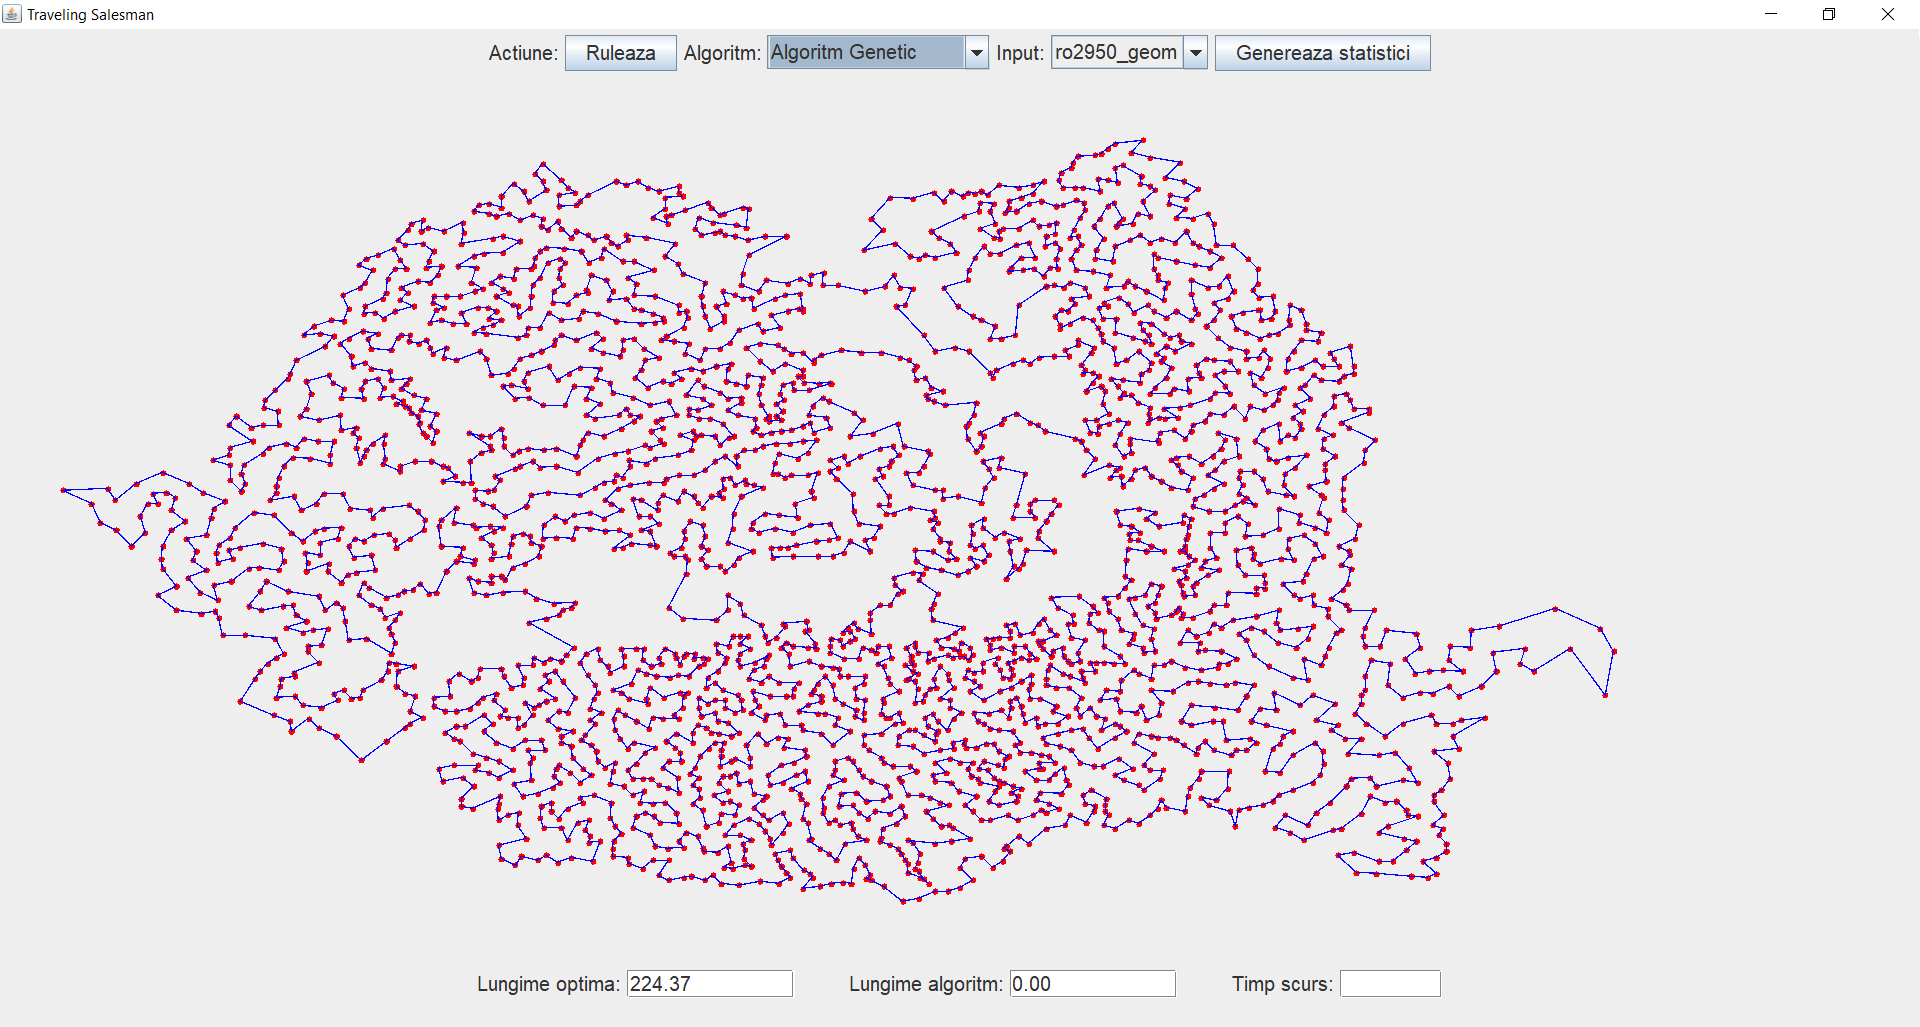 Traveling Salesman
Actiune: Ruleaza Algoritm: Algoritm Genetic Input: ro2950_geom Genereaza statistici
Lungime optima: 224.37 Lungime algoritm: 0.00 Timp scurs: